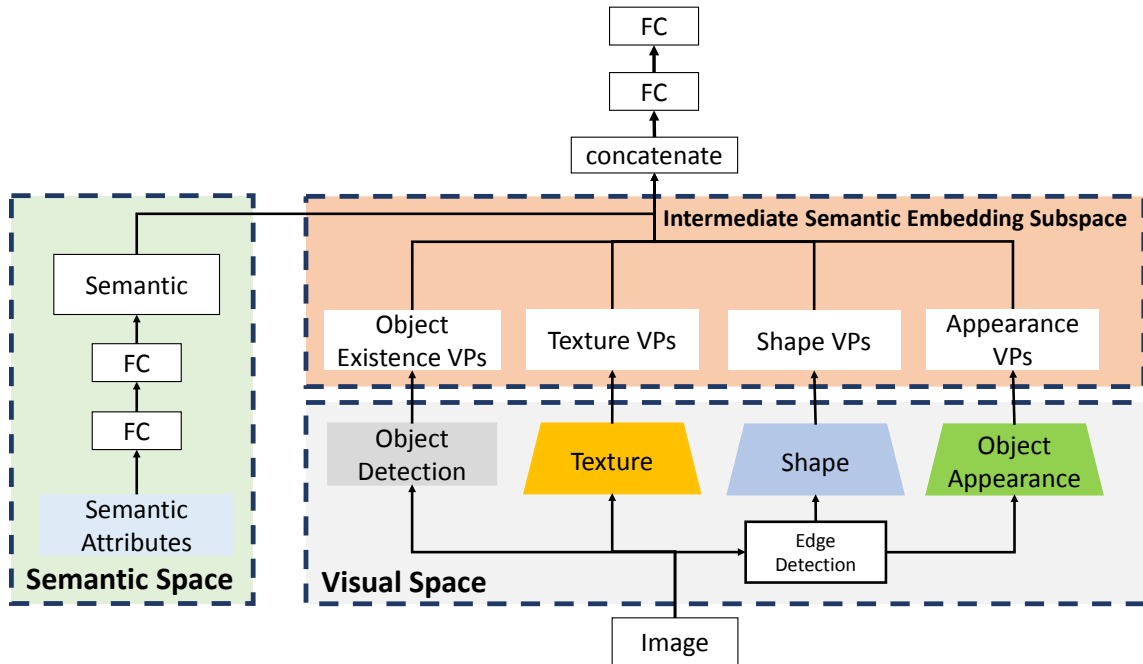 FC
FC
concatenate
Intermediate Semantic Embedding Subspace
Semantic
FC
FC
Semantic
Attributes
Semantic Space
Object
Existence VPs
Texture VPs
Shape VPs
Appearance
VPs
Object
Detection
Texture
Shape
Object
Appearance
Edge
Detection
Visual Space
Image